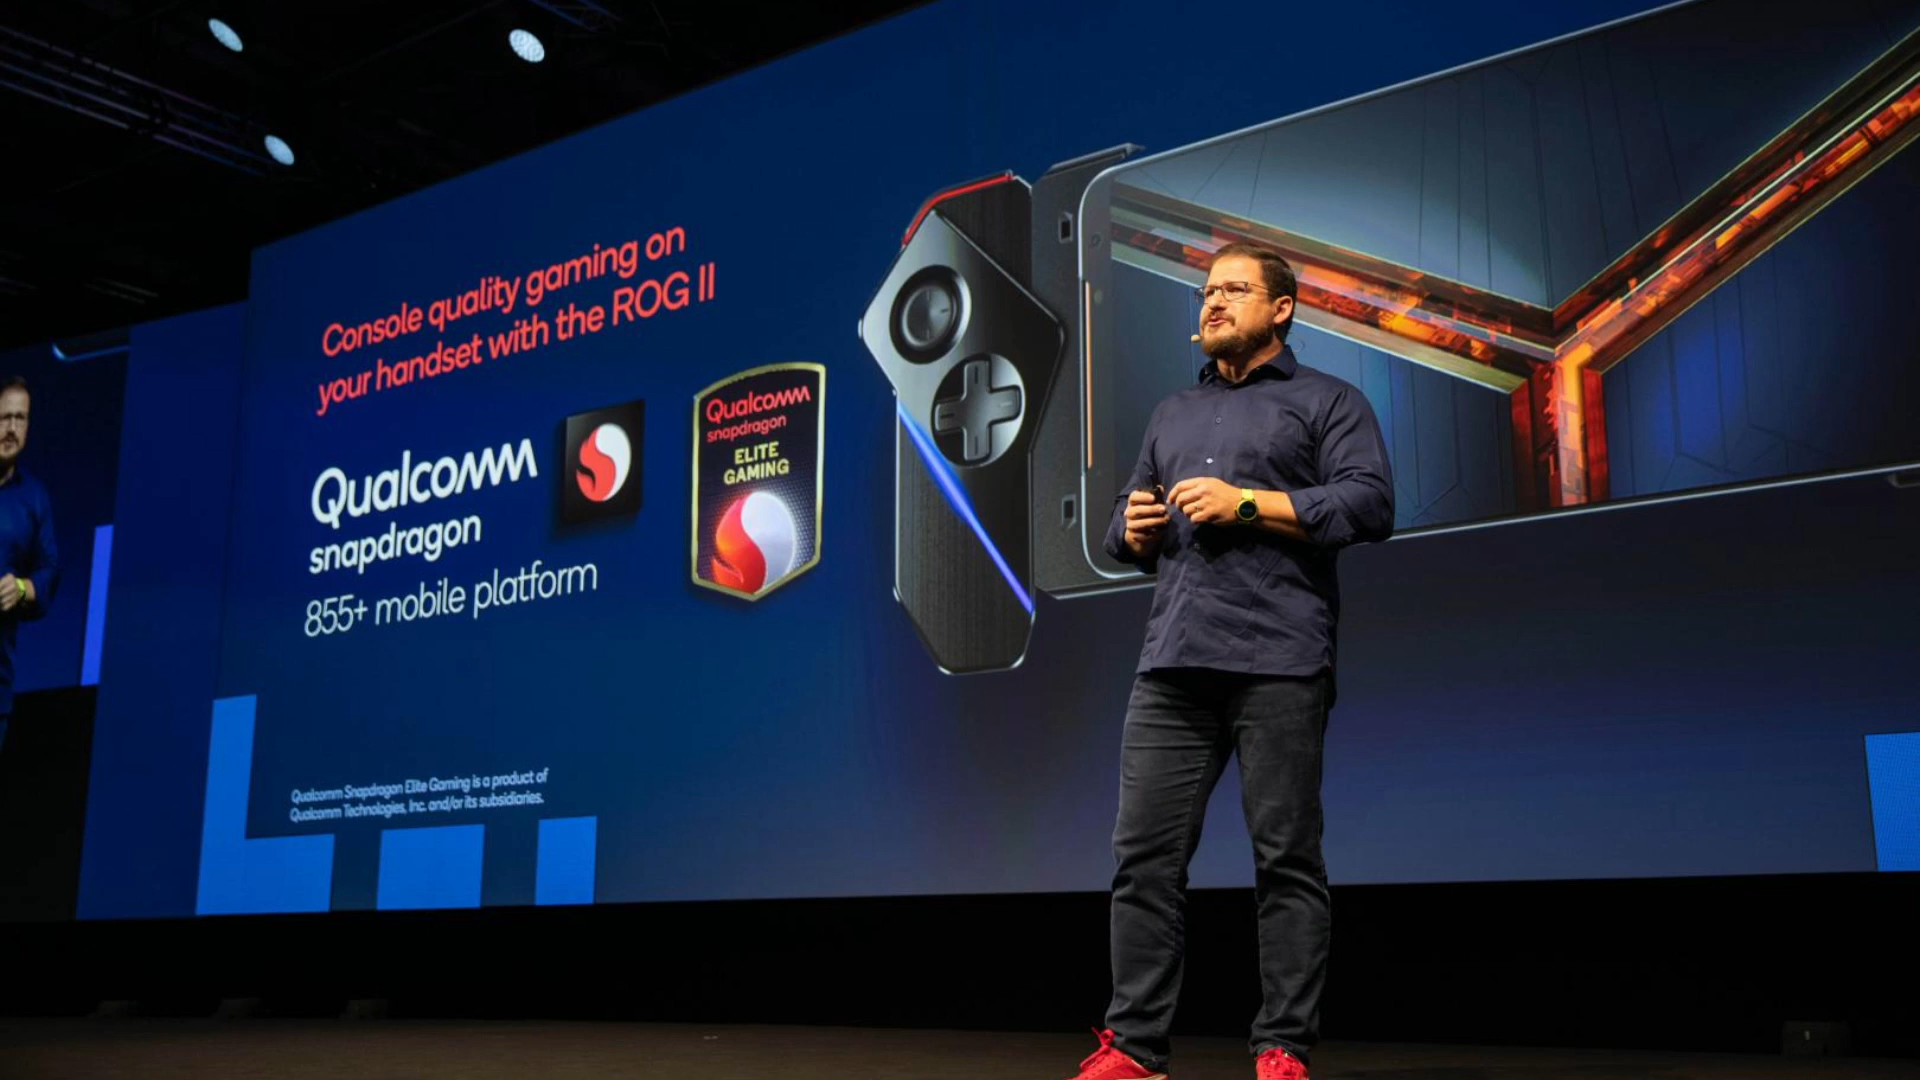 Console quality gaming on
your handset with the ROG II
Qualcomm
snapdragon
855+ mobile platform
Qualcomm
snapdragon
ELITE
GAMING
Qualcomm Snapdragon Elite Gaming is a product of
Qualcomm Technologies, Inc. and/or its subsidiaries.